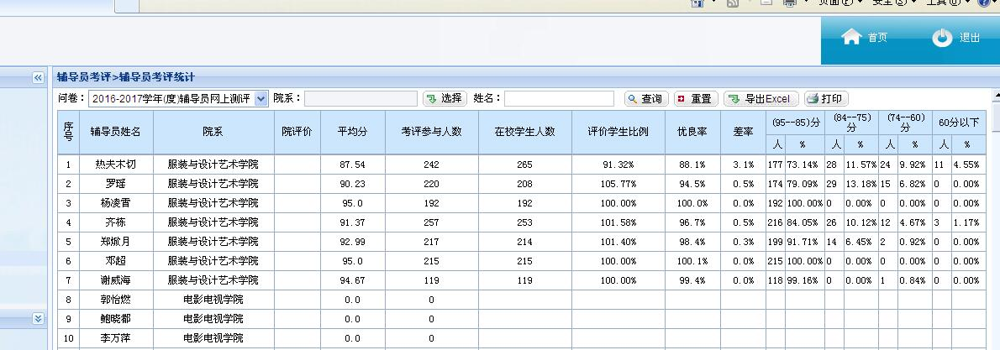 页面(P) 安全(S) 工具(O)
首页 退出
辅导员考评>辅导员考评统计
问卷： 2016-2017学年(度)辅导员网上测评 院系： 选择 姓名： 查询 重置 导出Excel 打印
序号 辅导员姓名 院系 院评价 平均分 考评参与人数 在校学生人数 评价学生比例 优良率 差率 (95--85)分 (84--75)分 (74--60)分 60分以下
人 % 人 % 人 % 人 %
1 热夫木切 服装与设计艺术学院 87.54 242 265 91.32% 88.1% 3.1% 177 73.14% 28 11.57% 24 9.92% 11 4.55%
2 罗瑶 服装与设计艺术学院 90.23 220 208 105.77% 94.5% 0.5% 174 79.09% 29 13.18% 15 6.82% 0 0.00%
3 杨凌霄 服装与设计艺术学院 95.0 192 192 100.00% 100.0% 0.0% 192 100.00% 0 0.00% 0 0.00% 0 0.00%
4 齐栋 服装与设计艺术学院 91.37 257 253 101.58% 96.7% 0.5% 216 84.05% 26 10.12% 12 4.67% 3 1.17%
5 郑 月 服装与设计艺术学院 92.99 217 214 101.40% 98.4% 0.3% 199 91.71% 14 6.45% 2 0.92% 0 0.00%
6 邓超 服装与设计艺术学院 95.0 215 215 100.00% 100.1% 0.0% 215 100.00% 0 0.00% 0 0.00% 0 0.00%
7 谢威海 服装与设计艺术学院 94.67 119 119 100.00% 99.4% 0.0% 118 99.16% 0 0.00% 1 0.84% 0 0.00%
8 郭怡燃 电影电视学院 0.0 0
9 鲍晓都 电影电视学院 0.0 0
10 李万萍 电影电视学院 0.0 0